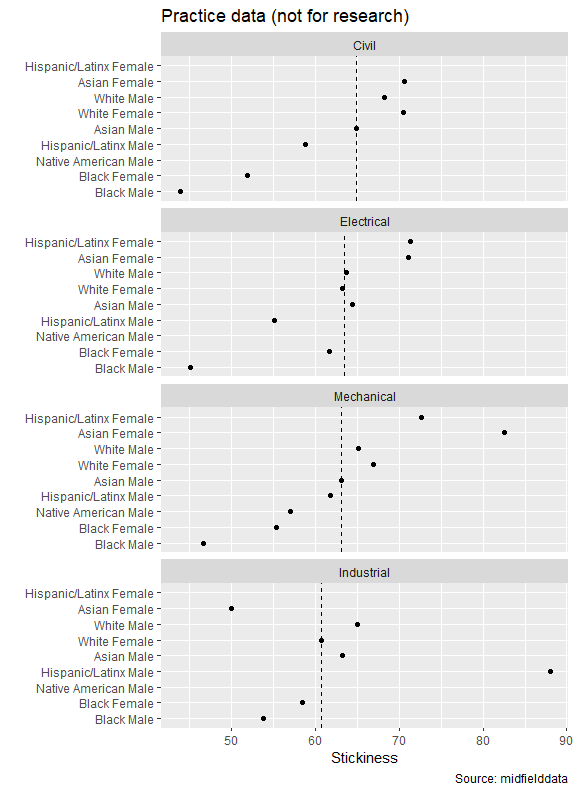 Practice data (not for research)
Civil
Hispanic/Latinx Female
Asian Female
White Male
White Female
Asian Male
Hispanic/Latinx Male
Native American Male
Black Female
Black Male
Electrical
Hispanic/Latinx Female
Asian Female
White Male
White Female
Asian Male
Hispanic/Latinx Male
Native American Male
Black Female
Black Male
Mechanical
Hispanic/Latinx Female
Asian Female
White Male
White Female
Asian Male
Hispanic/Latinx Male
Native American Male
Black Female
Black Male
Industrial
Hispanic/Latinx Female
Asian Female
White Male
White Female
Asian Male
Hispanic/Latinx Male
Native American Male
Black Female
Black Male
50 60 70 80 90
Stickiness
Source: midfielddata